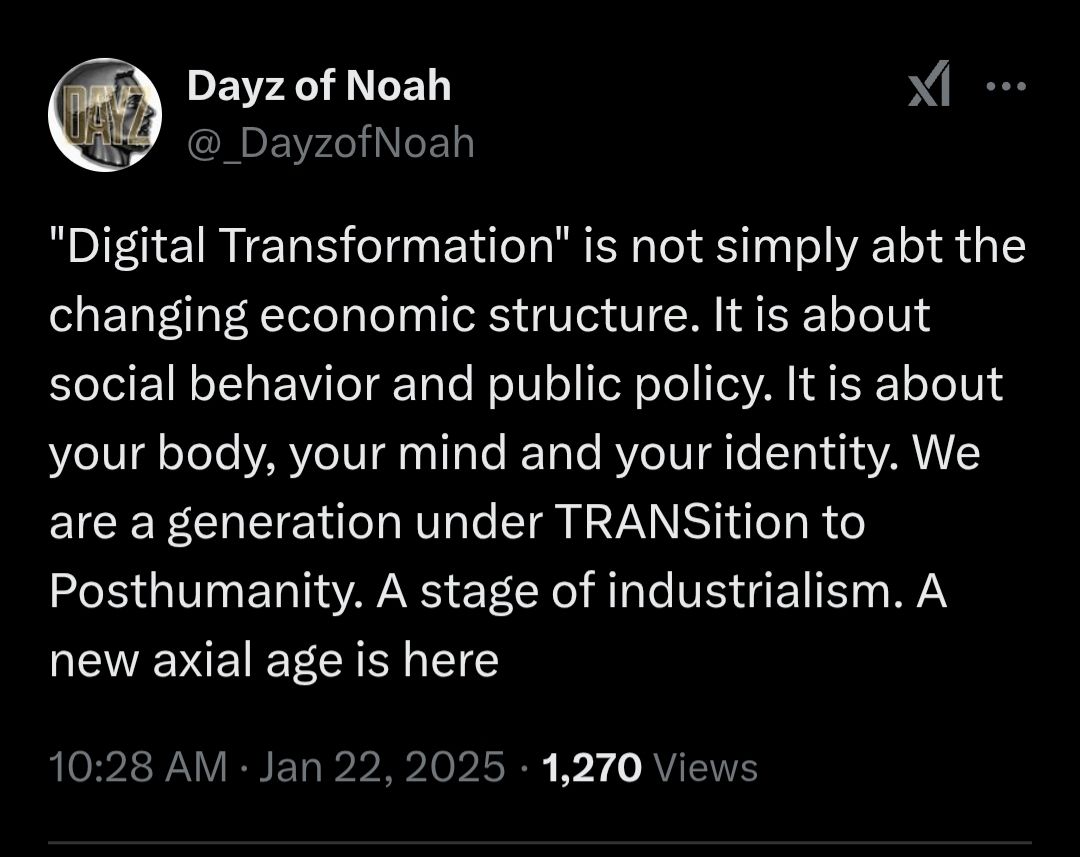 DAYZ
Dayz of Noah
@_DayzofNoah
"Digital Transformation" is not simply abt the
changing economic structure. It is about
social behavior and public policy. It is about
your body, your mind and your identity. We
are a generation under TRANSition to
Posthumanity. A stage of industrialism. A
new axial age is here
10:28 AM · Jan 22, 2025 · 1,270 Views